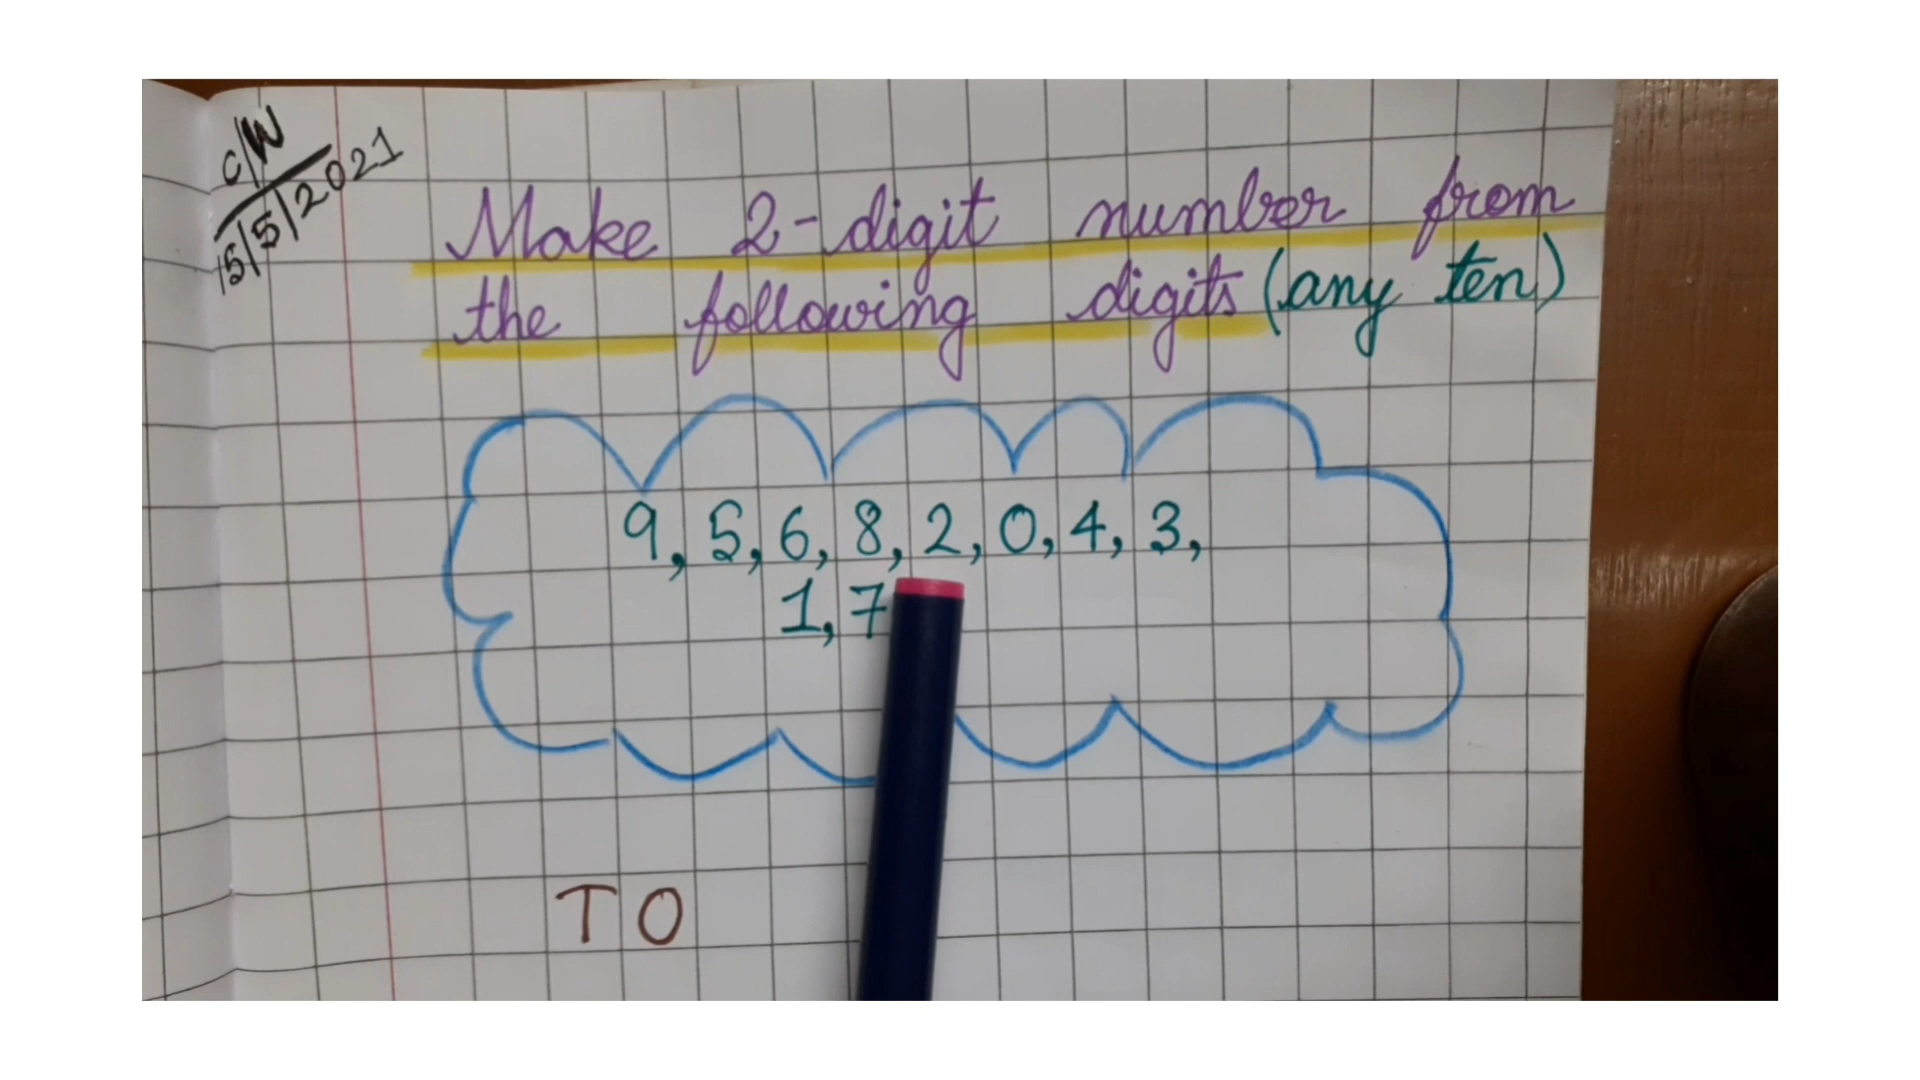 C/W
15/5/2021
Make 2-digit number from
the following digits (any ten)
9, 5, 6, 8, 2, 0, 4, 3,
1, 7
T O